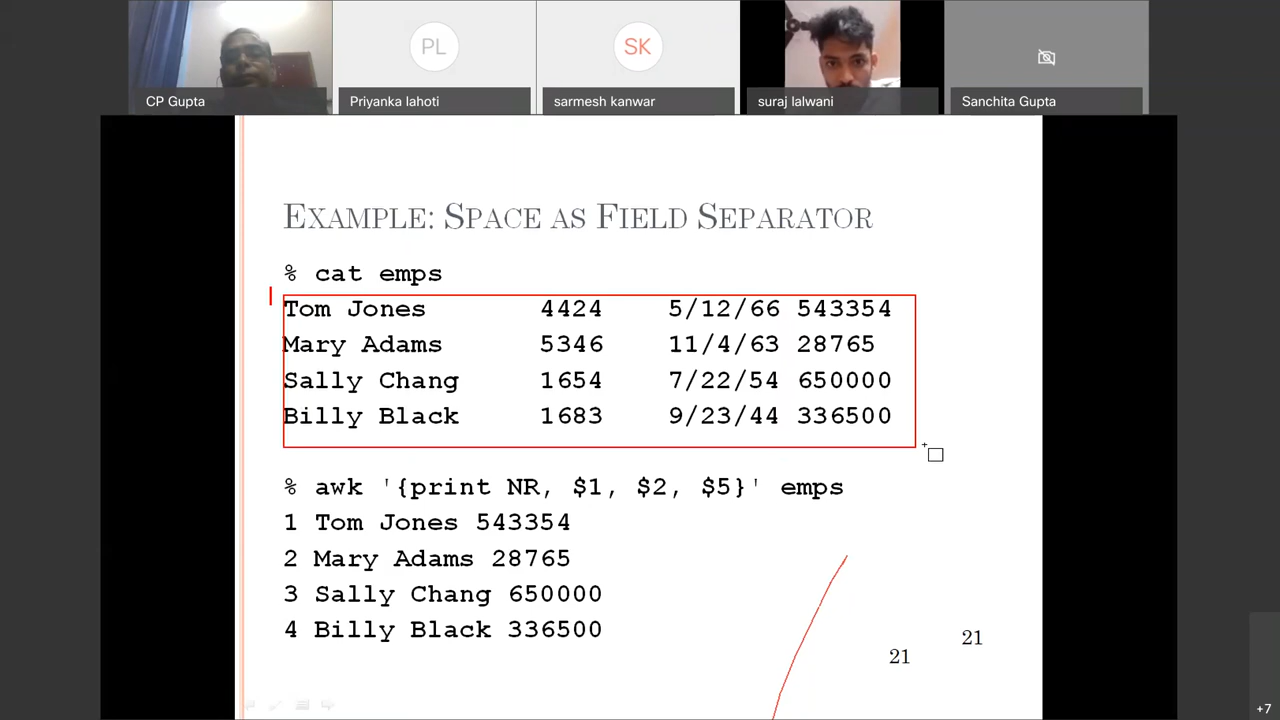 PL
SK
CP Gupta
Priyanka lahoti
sarmesh kanwar
suraj lalwani
Sanchita Gupta
EXAMPLE: SPACE AS FIELD SEPARATOR
% cat emps
Tom Jones 4424 5/12/66 543354
Mary Adams 5346 11/4/63 28765
Sally Chang 1654 7/22/54 650000
Billy Black 1683 9/23/44 336500
% awk '{print NR, $1, $2, $5}' emps
1 Tom Jones 543354
2 Mary Adams 28765
3 Sally Chang 650000
4 Billy Black 336500
21
21
+7